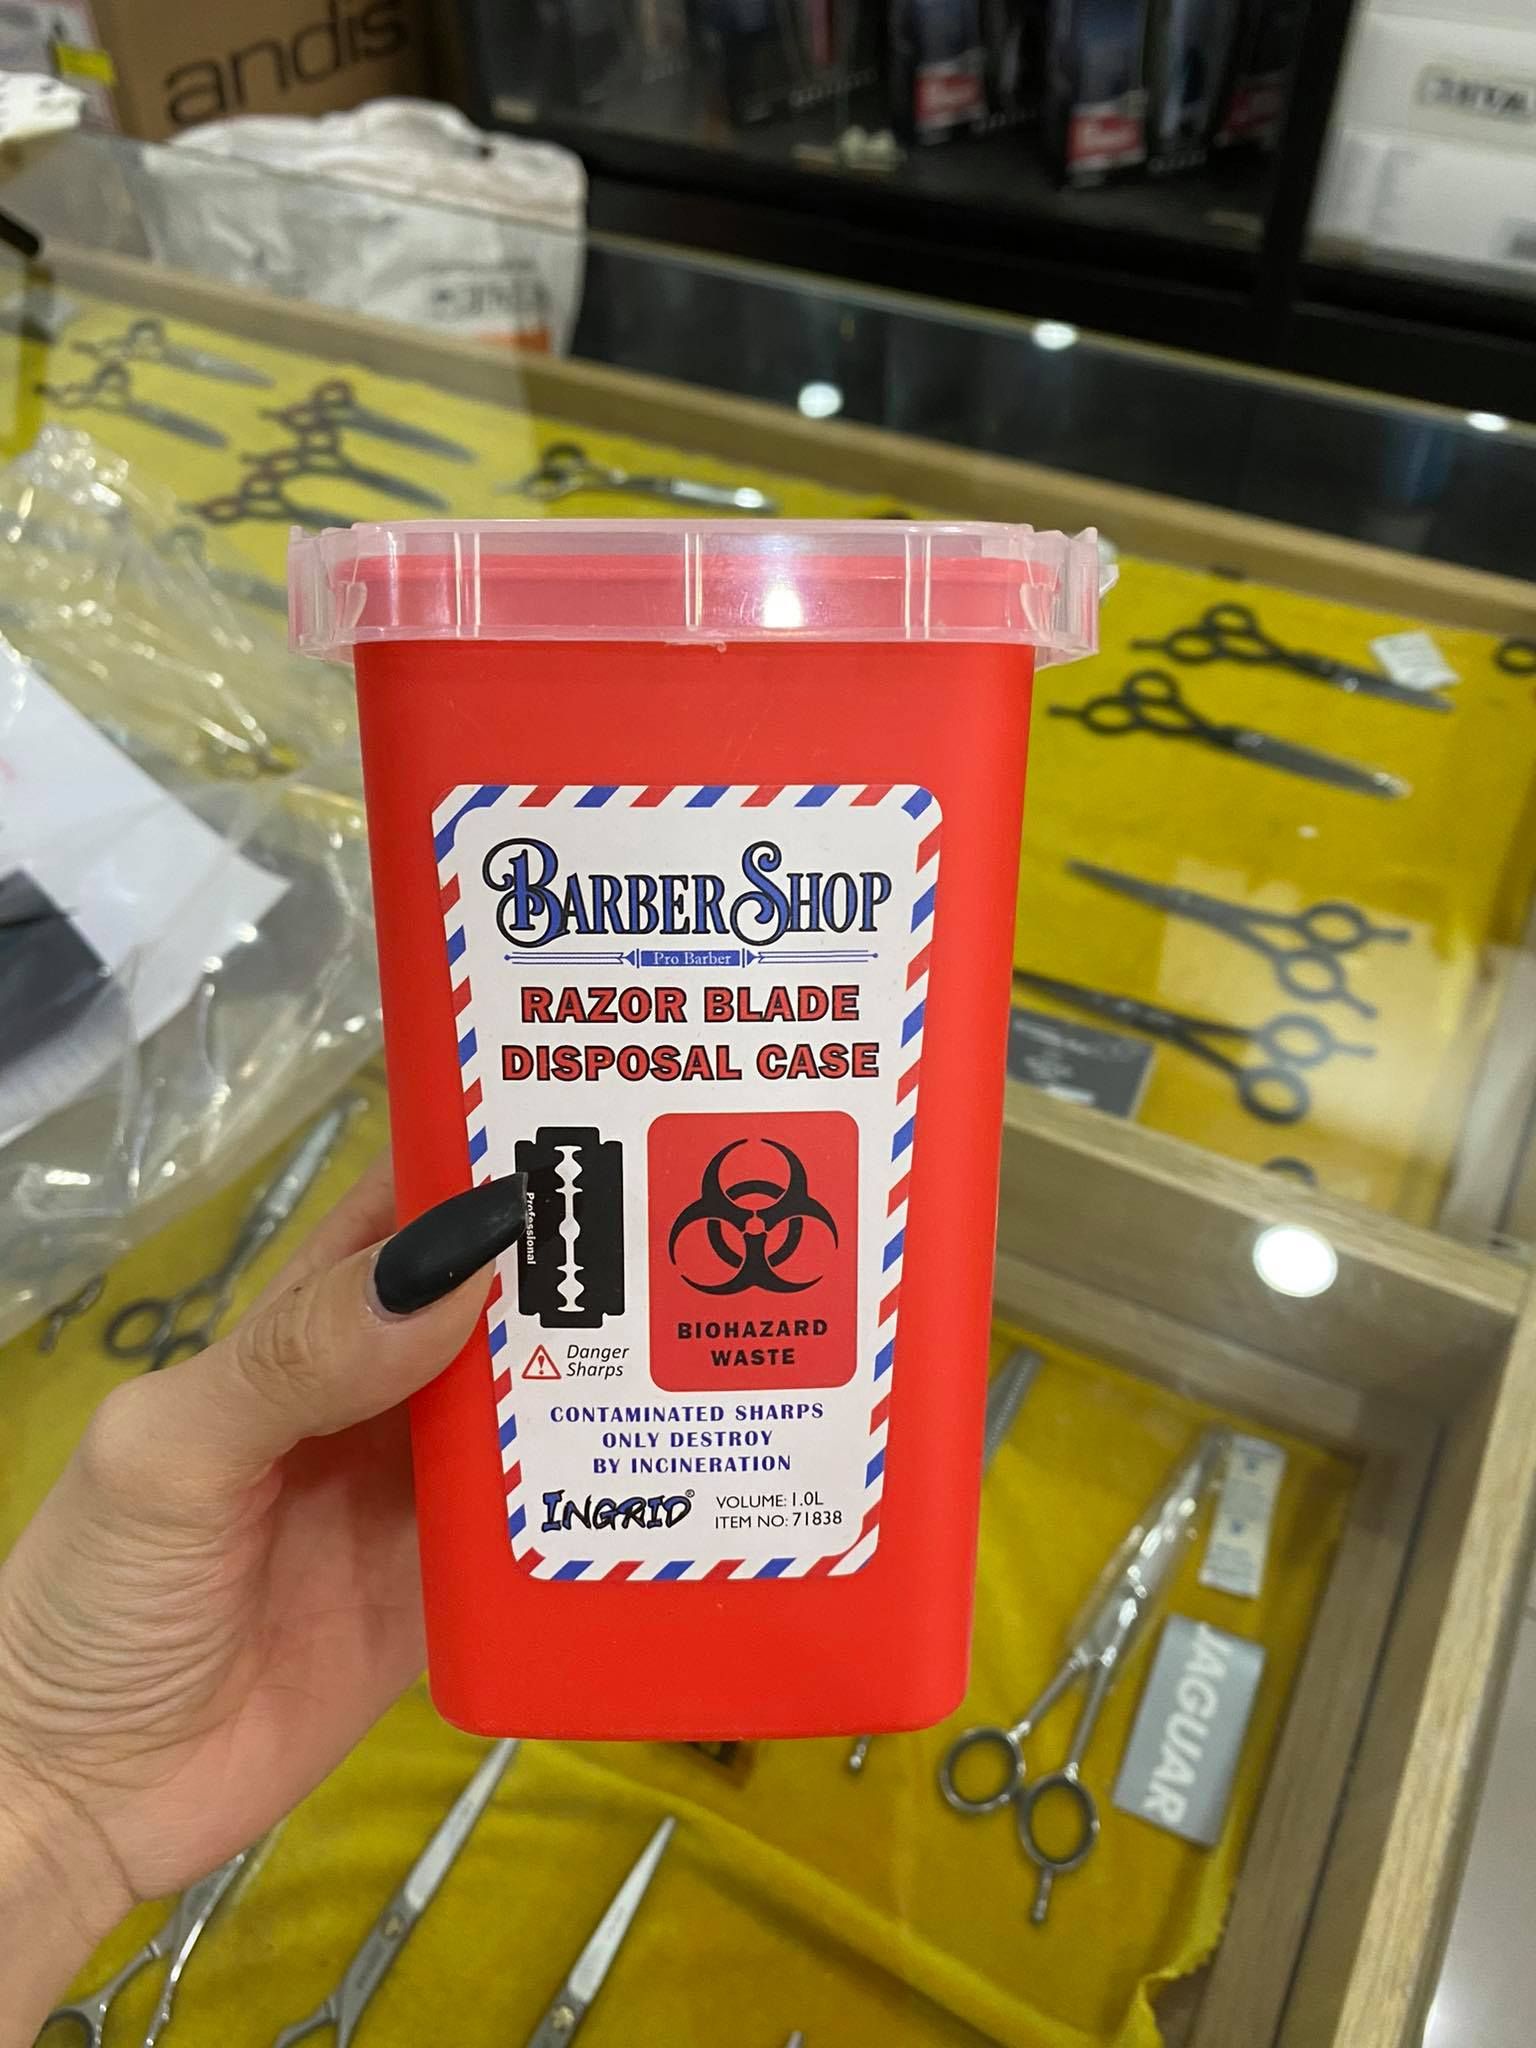 andis
BARBER SHOP
Pro Barber
RAZOR BLADE
DISPOSAL CASE
Professional
Danger
Sharps
BIOHAZARD
WASTE
CONTAMINATED SHARPS
ONLY DESTROY
BY INCINERATION
INGRID®
VOLUME: 1.0L
ITEM NO: 71838
JAGUAR